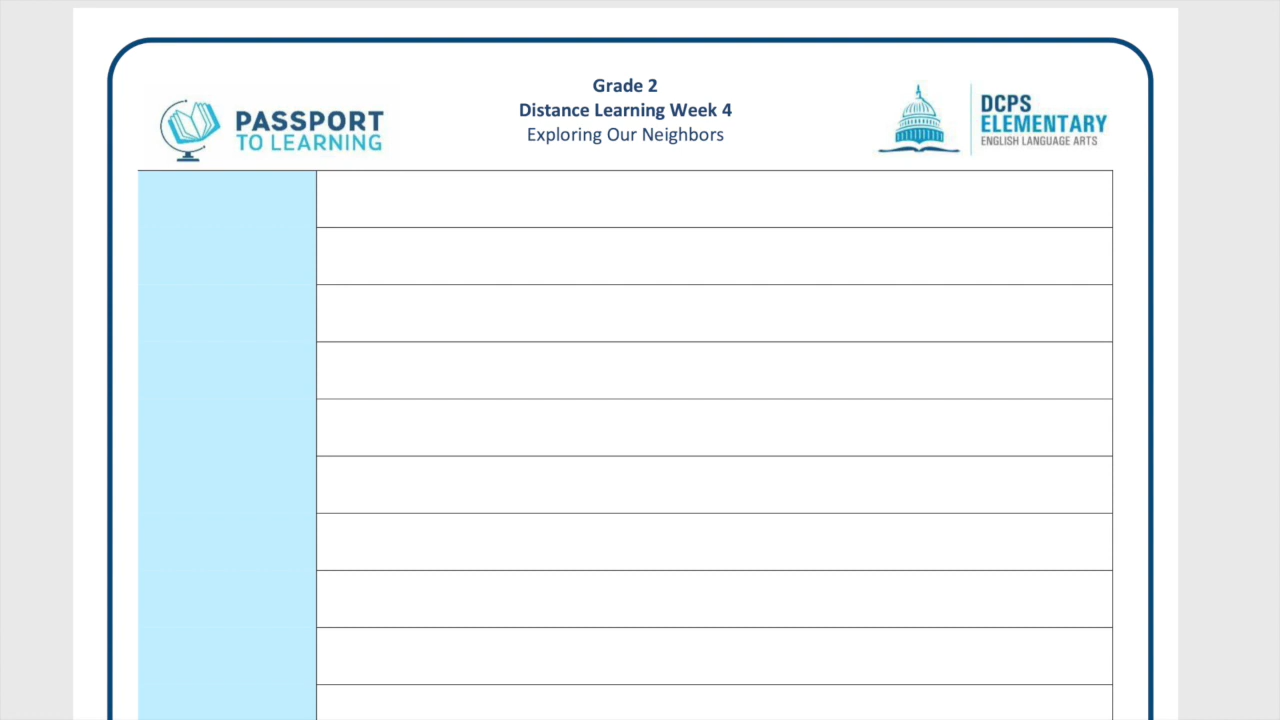 PASSPORT
TO LEARNING
Grade 2
Distance Learning Week 4
Exploring Our Neighbors
DCPS
ELEMENTARY
ENGLISH LANGUAGE ARTS